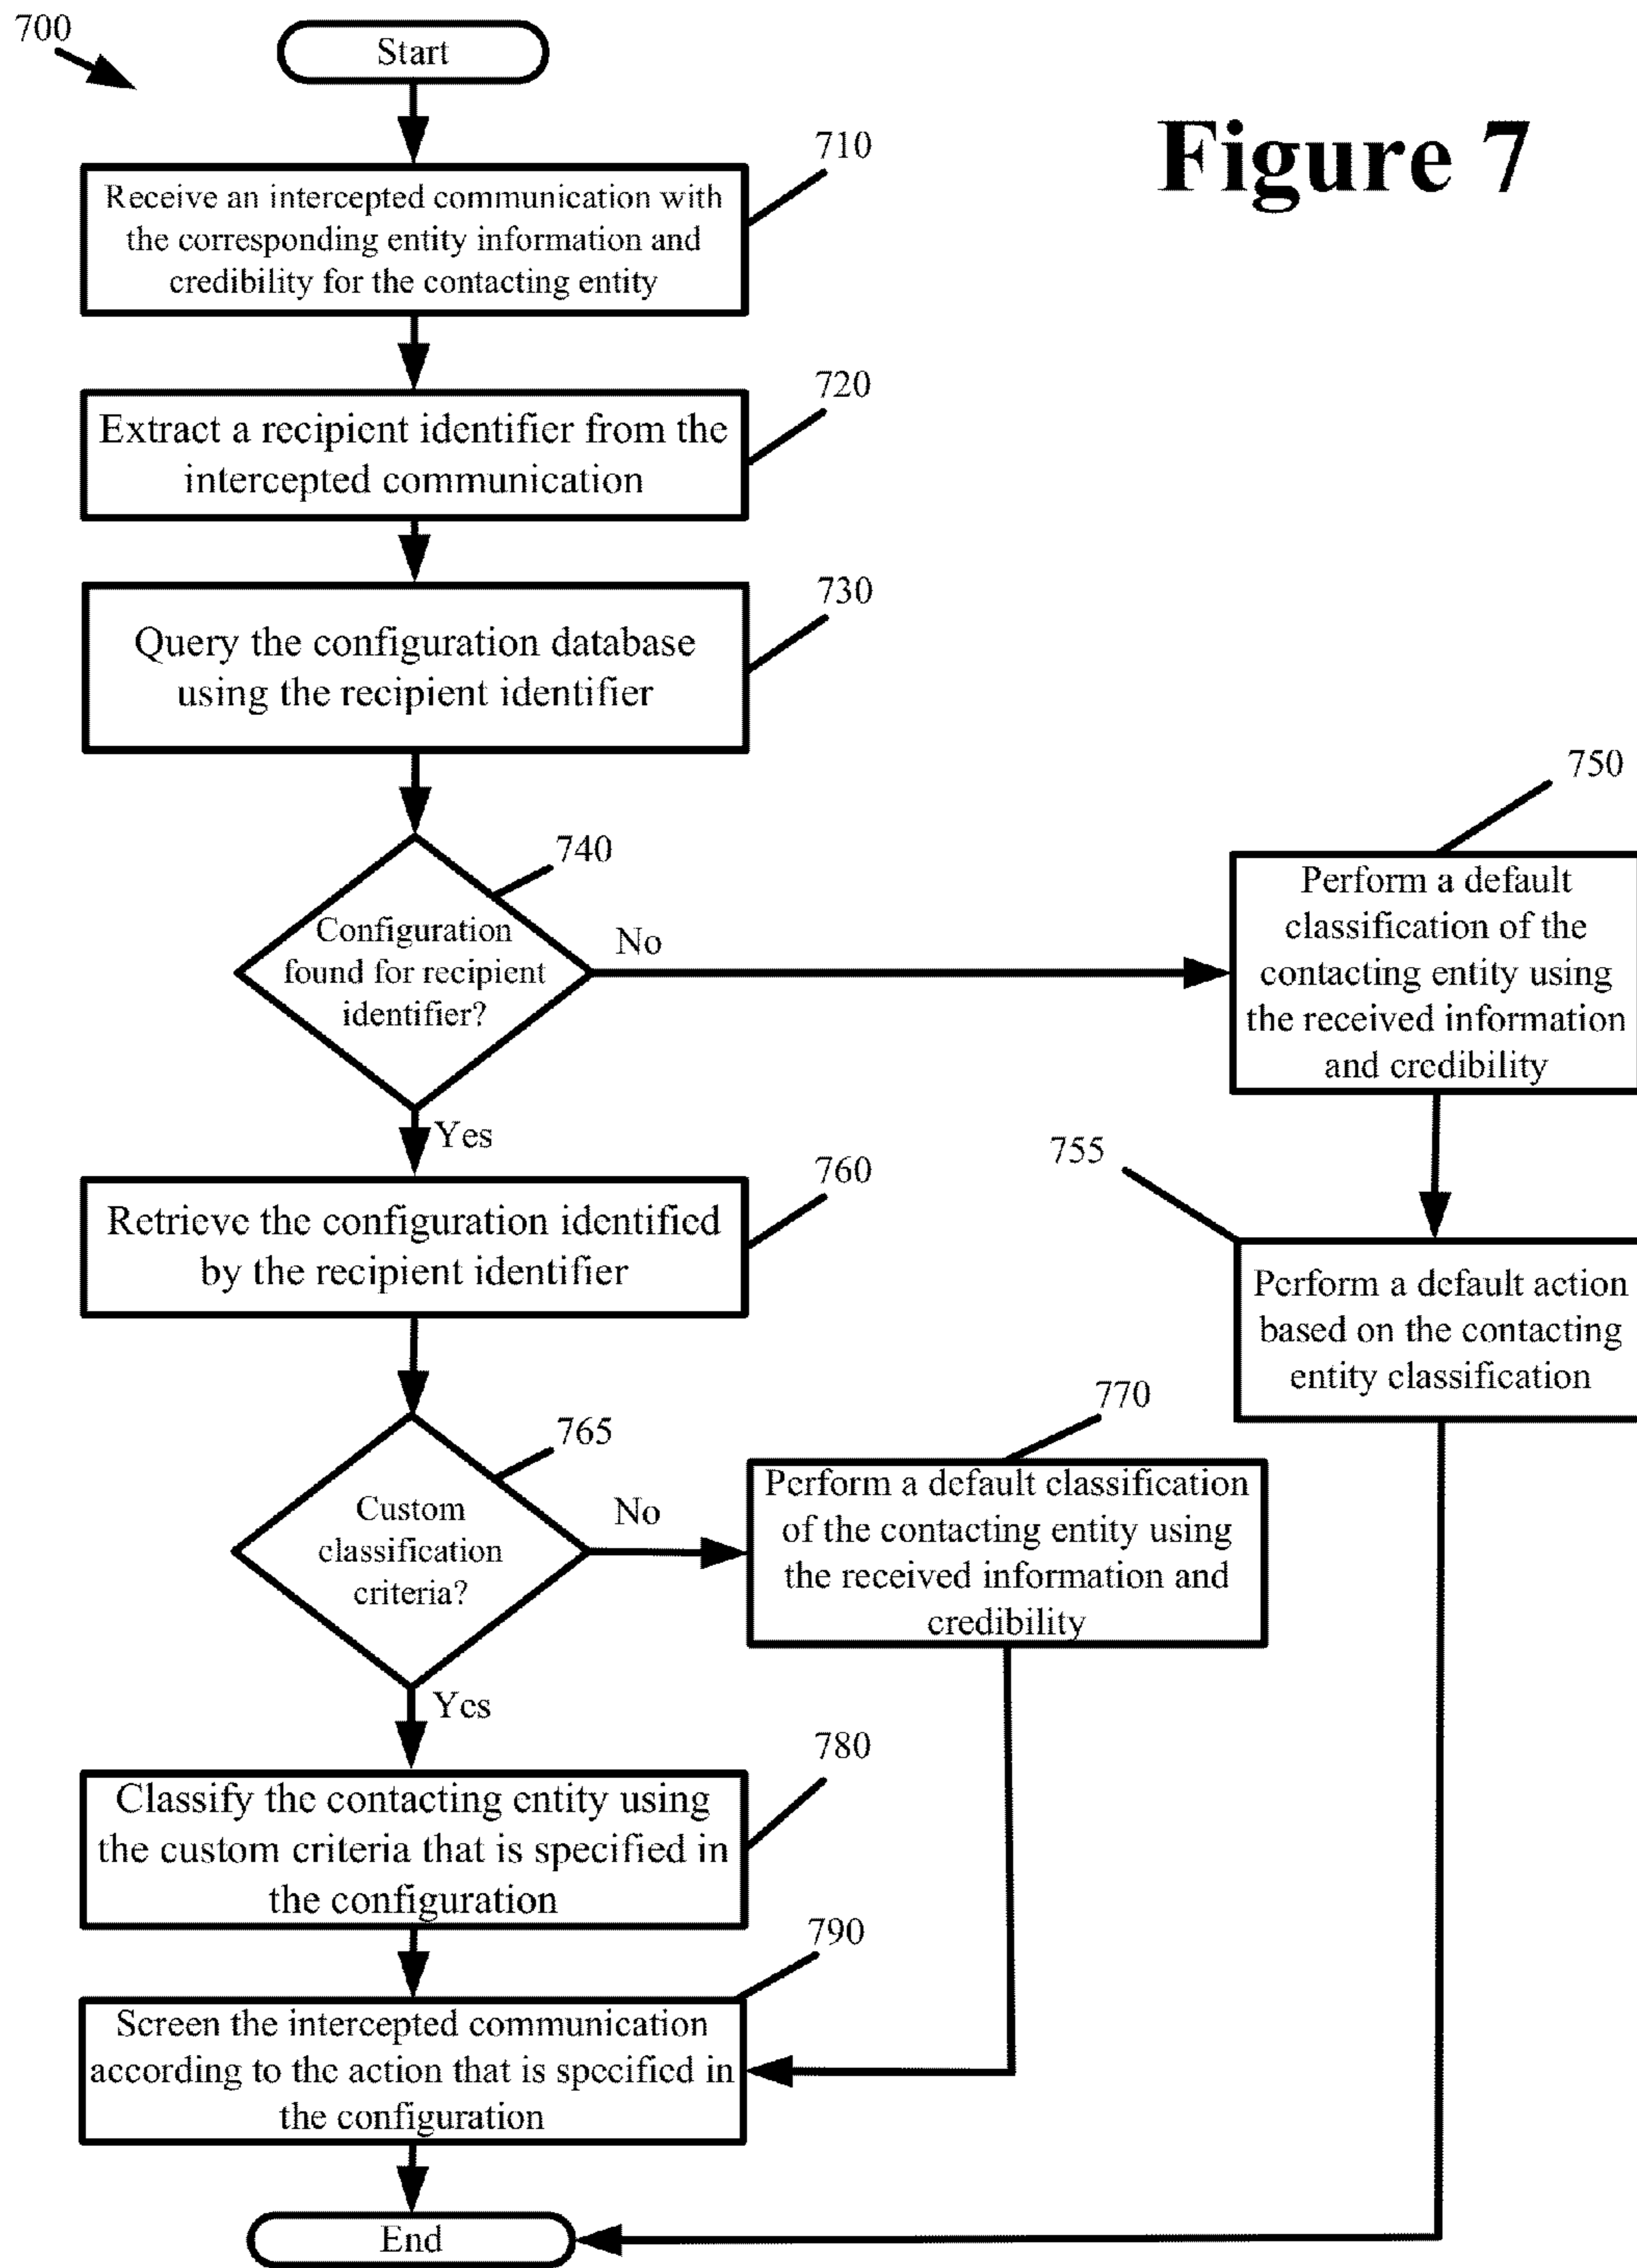 700
Start
Figure 7
710
Receive an intercepted communication with
the corresponding entity information and
credibility for the contacting entity
720
Extract a recipient identifier from the
intercepted communication
730
Query the configuration database
using the recipient identifier
740
Configuration
found for recipient
identifier?
No
Yes
750
Perform a default
classification of the
contacting entity using
the received information
and credibility
755
Perform a default action
based on the contacting
entity classification
760
Retrieve the configuration identified
by the recipient identifier
765
Custom
classification
criteria?
No
Yes
770
Perform a default classification
of the contacting entity using
the received information and
credibility
780
Classify the contacting entity using
the custom criteria that is specified in
the configuration
790
Screen the intercepted communication
according to the action that is specified in
the configuration
End